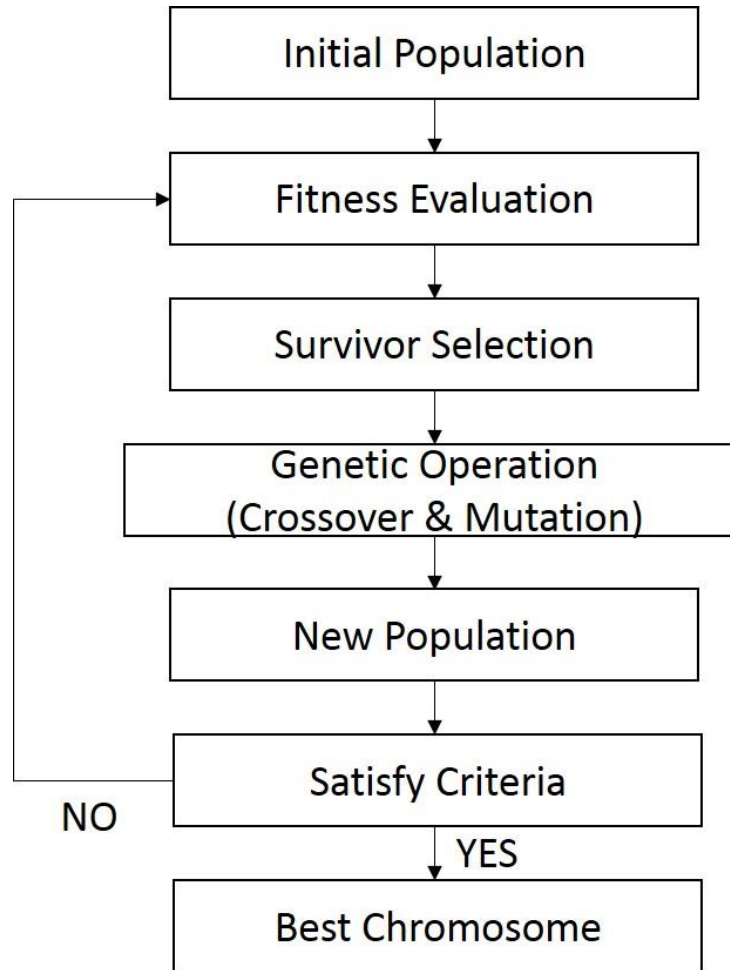 Initial Population
Fitness Evaluation
Survivor Selection
Genetic Operation
(Crossover & Mutation)
New Population
Satisfy Criteria
NO
YES
Best Chromosome